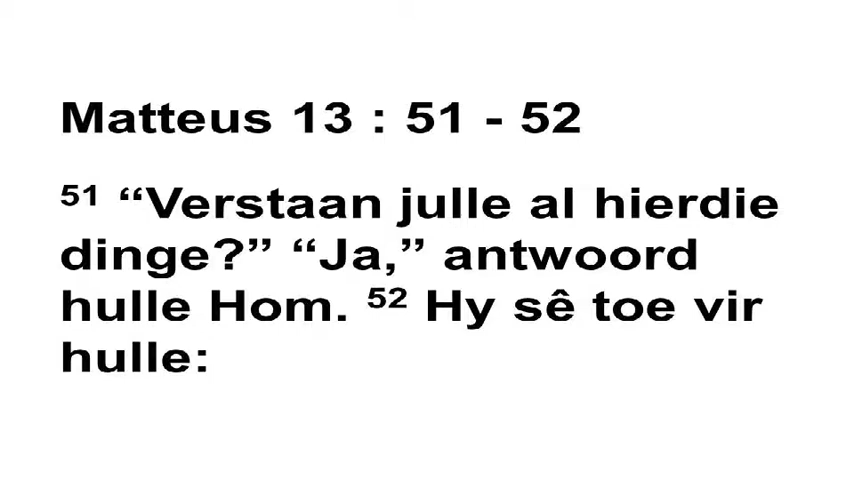 Matteus 13 : 51 - 52
51 “Verstaan julle al hierdie
dinge?” “Ja,” antwoord
hulle Hom. 52 Hy sê toe vir
hulle: